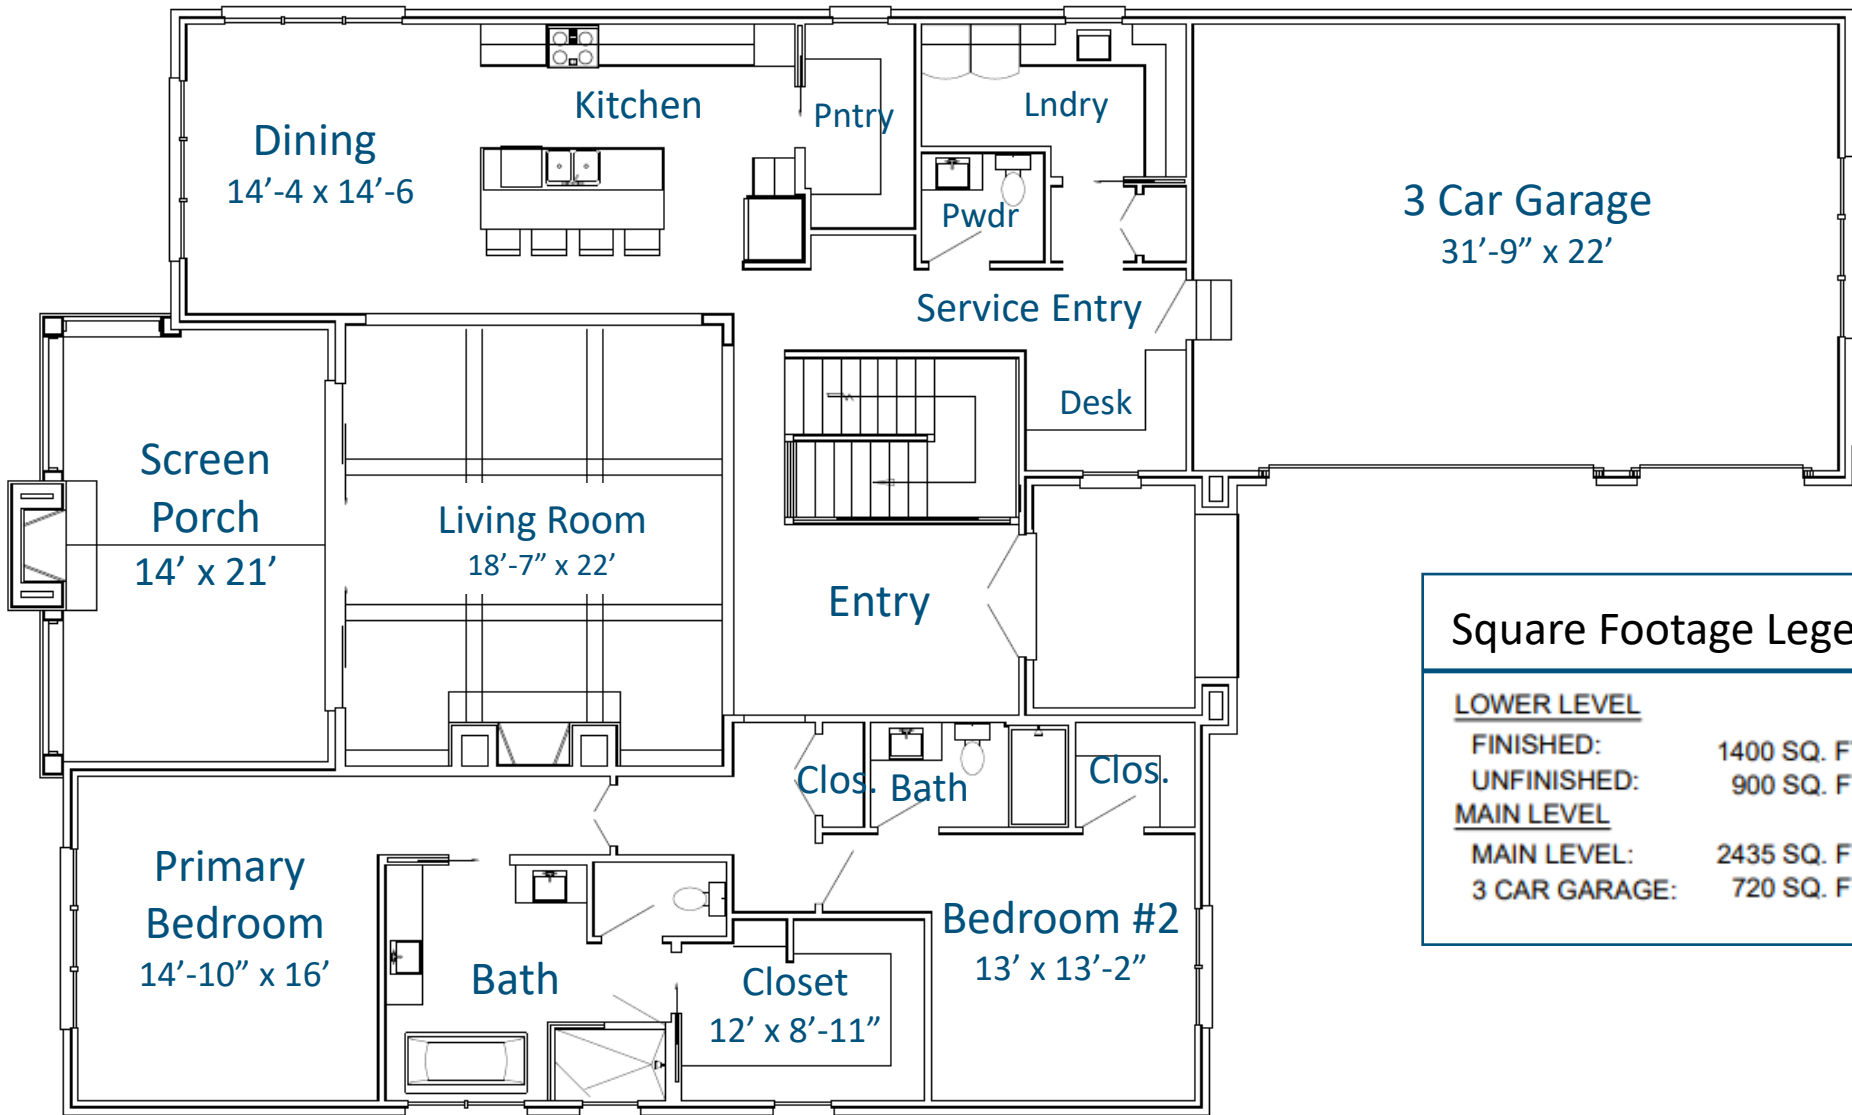 Kitchen
Pntry
Lndry
Dining
14’-4 x 14’-6
Pwdr
3 Car Garage
31’-9” x 22’
Service Entry
Desk
Screen
Porch
14’ x 21’
Living Room
18’-7” x 22’
Entry
Square Footage Lege
LOWER LEVEL
FINISHED: 1400 SQ. F
UNFINISHED: 900 SQ. F
MAIN LEVEL
MAIN LEVEL: 2435 SQ. F
3 CAR GARAGE: 720 SQ. F
Clos.
Bath
Clos.
Primary
Bedroom
14’-10” x 16’
Bath
Closet
12’ x 8’-11”
Bedroom #2
13’ x 13’-2”